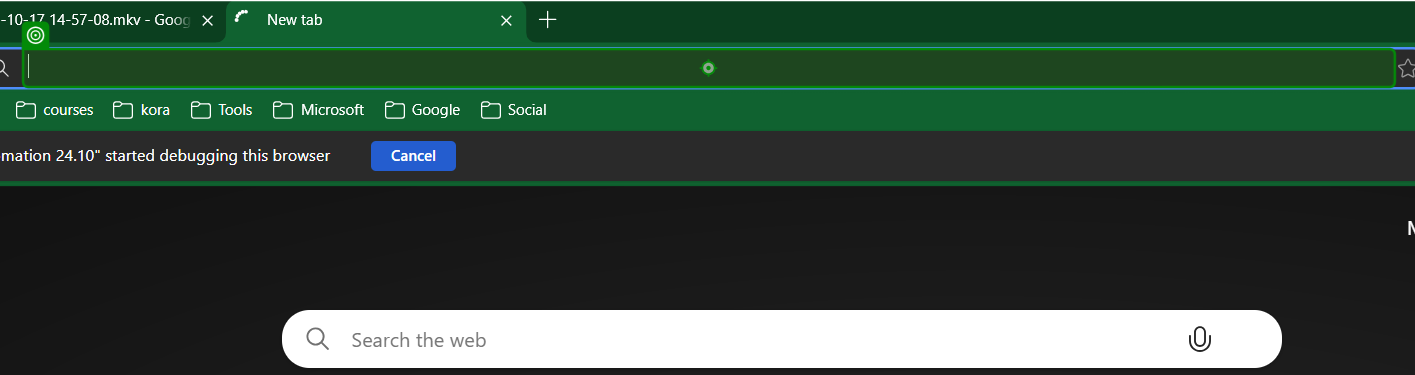 -10-17 14-57-08.mkv - Goog
New tab
courses
kora
Tools
Microsoft
Google
Social
mation 24.10" started debugging this browser
Cancel
Search the web